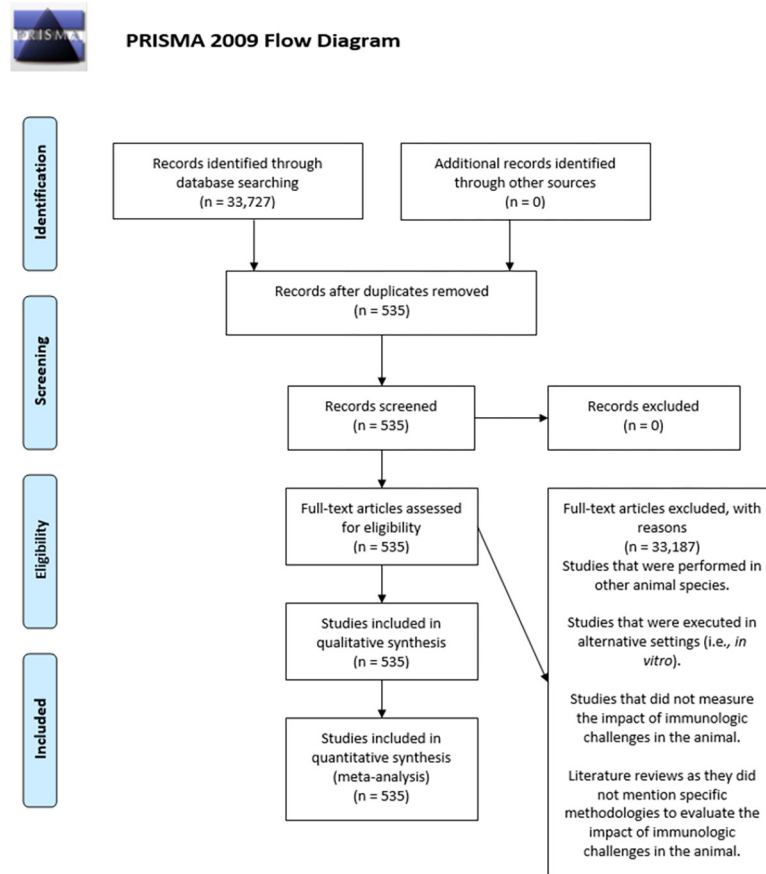 PRISMA
PRISMA 2009 Flow Diagram
Identification
Records identified through
database searching
(n = 33,727)
Additional records identified
through other sources
(n = 0)
Records after duplicates removed
(n = 535)
Screening
Records screened
(n = 535)
Records excluded
(n = 0)
Eligibility
Full-text articles assessed
for eligibility
(n = 535)
Full-text articles excluded, with
reasons
(n = 33,187)
Studies that were performed in
other animal species.
Studies that were executed in
alternative settings (i.e., in
vitro).
Studies that did not measure
the impact of immunologic
challenges in the animal.
Literature reviews as they did
not mention specific
methodologies to evaluate the
impact of immunologic
challenges in the animal.
Studies included in
qualitative synthesis
(n = 535)
Included
Studies included in
quantitative synthesis
(meta-analysis)
(n = 535)